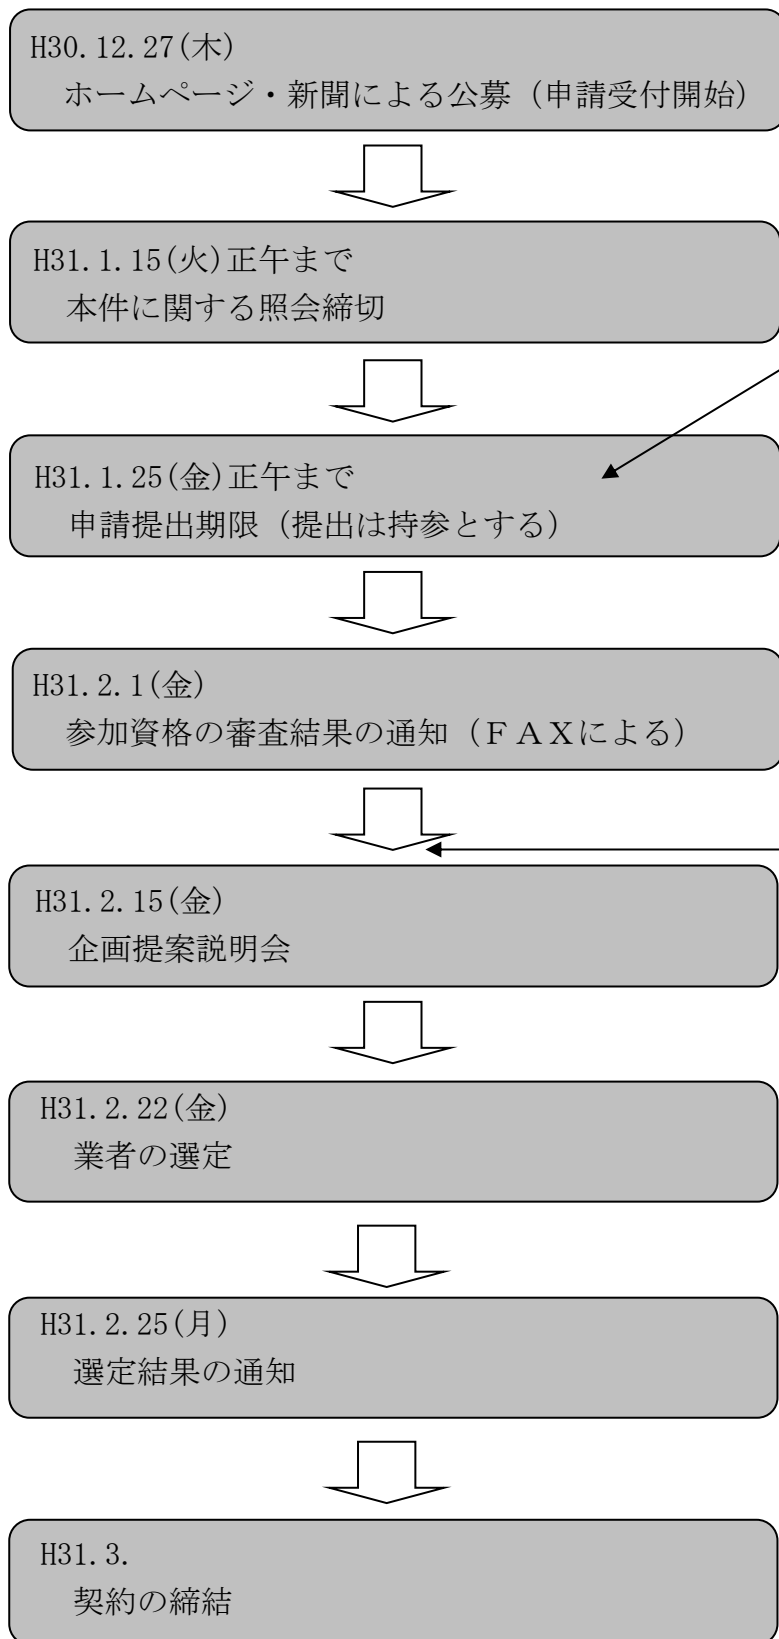 H30.12.27(木)
ホームページ・新聞による公募（申請受付開始）
H31.1.15(火)正午まで
本件に関する照会締切
H31.1.25(金)正午まで
申請提出期限（提出は持参とする）
H31.2.1(金)
参加資格の審査結果の通知（ＦＡＸによる）
H31.2.15(金)
企画提案説明会
H31.2.22(金)
業者の選定
H31.2.25(月)
選定結果の通知
H31.3.
契約の締結